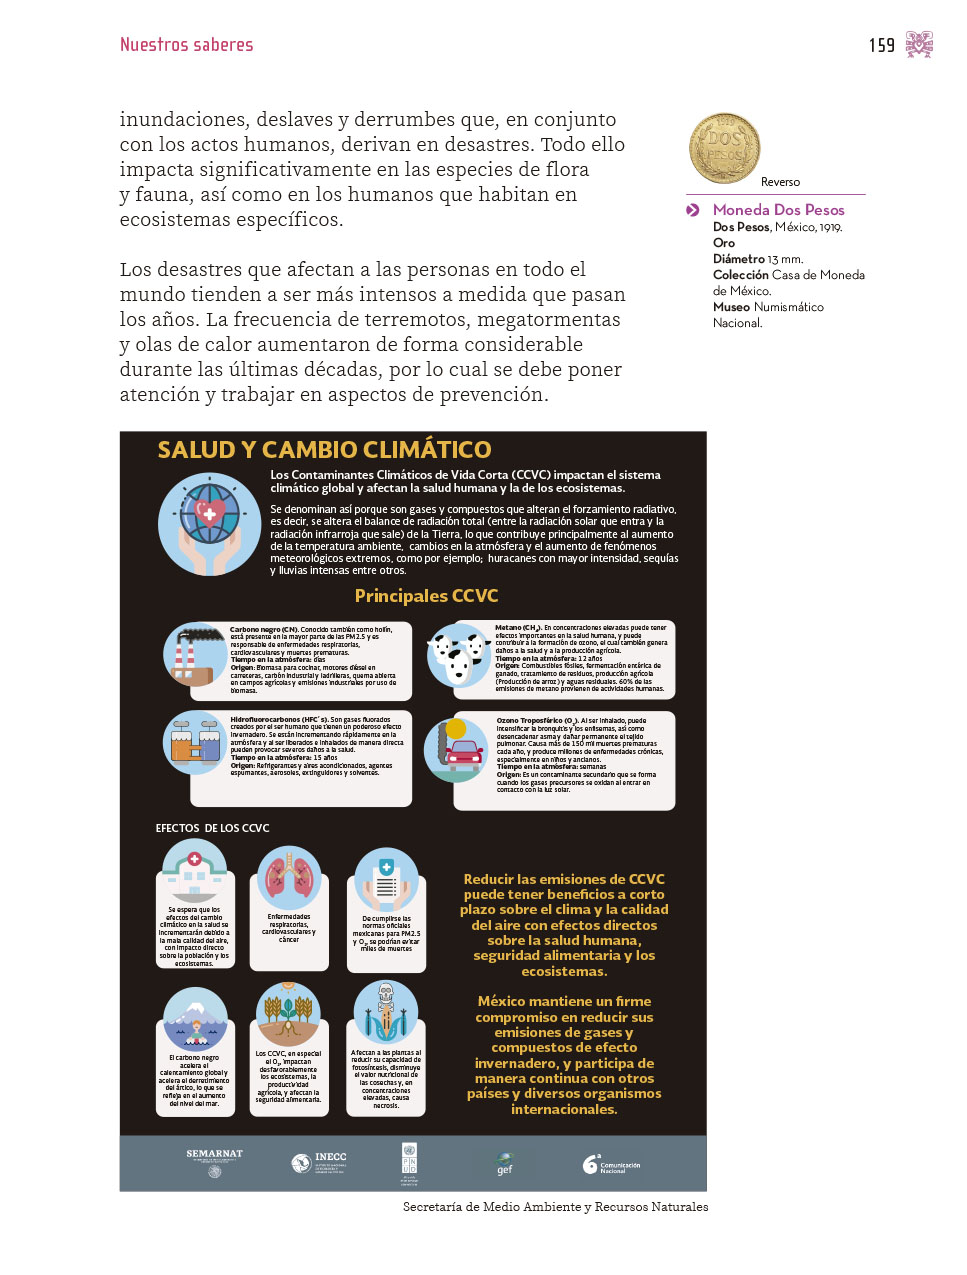 Nuestros saberes
159
inundaciones, deslaves y derrumbes que, en conjunto
con los actos humanos, derivan en desastres. Todo ello
impacta significativamente en las especies de flora
y fauna, así como en los humanos que habitan en
ecosistemas específicos.
Los desastres que afectan a las personas en todo el
mundo tienden a ser más intensos a medida que pasan
los años. La frecuencia de terremotos, megatormentas
y olas de calor aumentaron de forma considerable
durante las últimas décadas, por lo cual se debe poner
atención y trabajar en aspectos de prevención.
1919
DOS
PESOS
Reverso
Moneda Dos Pesos
Dos Pesos, México, 1919.
Oro
Diámetro 13 mm.
Colección Casa de Moneda
de México.
Museo Numismático
Nacional.
SALUD Y CAMBIO CLIMÁTICO
Los Contaminantes Climáticos de Vida Corta (CCVC) impactan el sistema
climático global y afectan la salud humana y la de los ecosistemas.
Se denominan así porque son gases y compuestos que alteran el forzamiento radiativo,
es decir, se altera el balance de radiación total (entre la radiación solar que entra y la
radiación infrarroja que sale) de la Tierra, lo que contribuye principalmente al aumento
de la temperatura ambiente, cambios en la atmósfera y el aumento de fenómenos
meteorológicos extremos, como por ejemplo; huracanes con mayor intensidad, sequías
y lluvias intensas entre otros.
Principales CCVC
Carbono negro (CN). Conocido también como hollín,
está presente en la mayor parte de las PM2.5 y es
responsable de enfermedades respiratorias,
cardiovasculares y muertes prematuras.
Tiempo en la atmósfera: días
Origen: Biomasa para cocinar, motores diésel en
carreteras, carbón industrial y ladrilleras, quema abierta
en campos agrícolas y emisiones industriales por uso de
biomasa.
Metano (CH₄). En concentraciones elevadas puede tener
efectos importantes en la salud humana, y puede
contribuir a la formación de ozono, el cual también genera
daños a la salud y a la producción agrícola.
Tiempo en la atmósfera: 12 años
Origen: Combustibles fósiles, fermentación entérica de
ganado, tratamiento de residuos, producción agrícola
(Producción de arroz) y aguas residuales. 60% de las
emisiones de metano provienen de actividades humanas.
Hidrofluorocarbonos (HFC´s). Son gases fluorados
creados por el ser humano que tienen un poderoso efecto
invernadero. Se están incrementando rápidamente en la
atmósfera y al ser liberados e inhalados de manera directa
pueden provocar severos daños a la salud.
Tiempo en la atmósfera: 15 años
Origen: Refrigerantes y aires acondicionados, agentes
espumantes, aerosoles, extinguidores y solventes.
Ozono Troposférico (O₃). Al ser inhalado, puede
intensificar la bronquitis y los enfisemas, así como
desencadenar asma y dañar permanente el tejido
pulmonar. Causa más de 150 mil muertes prematuras
cada año, y produce millones de enfermedades crónicas,
especialmente en niños y ancianos.
Tiempo en la atmósfera: semanas
Origen: Es un contaminante secundario que se forma
cuando los gases precursores se oxidan al entrar en
contacto con la luz solar.
EFECTOS DE LOS CCVC
Se espera que los
efectos del cambio
climático en la salud se
incrementarán debido a
la mala calidad del aire,
con impacto directo
sobre la población y los
ecosistemas.
Enfermedades
respiratorias,
cardiovasculares y
cáncer
De cumplirse las
normas oficiales
mexicanas para PM2.5
y O₃, se podrían evitar
miles de muertes
El carbono negro
acelera el
calentamiento global y
acelera el derretimiento
del ártico, lo que se
refleja en el aumento
del nivel del mar.
Los CCVC, en especial
el O₃, impactan
desfavorablemente
los ecosistemas, la
productividad
agrícola, y afectan la
seguridad alimentaria.
Afectan a las plantas al
reducir su capacidad de
fotosíntesis, disminuye
el valor nutricional de
las cosechas y, en
concentraciones
elevadas, causa
necrosis.
Reducir las emisiones de CCVC
puede tener beneficios a corto
plazo sobre el clima y la calidad
del aire con efectos directos
sobre la salud humana,
seguridad alimentaria y los
ecosistemas.
México mantiene un firme
compromiso en reducir sus
emisiones de gases y
compuestos de efecto
invernadero, y participa de
manera continua con otros
países y diversos organismos
internacionales.
SEMARNAT
INECC
P N
U D
gef
6ª Comunicación
Nacional
Secretaría de Medio Ambiente y Recursos Naturales